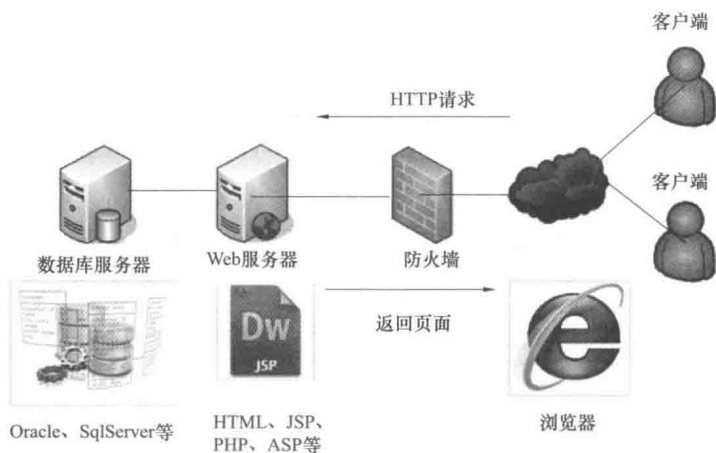 客户端
HTTP请求
客户端
数据库服务器
Web服务器
防火墙
返回页面
Dw
JSP
Oracle、SqlServer等
HTML、JSP、
PHP、ASP等
浏览器